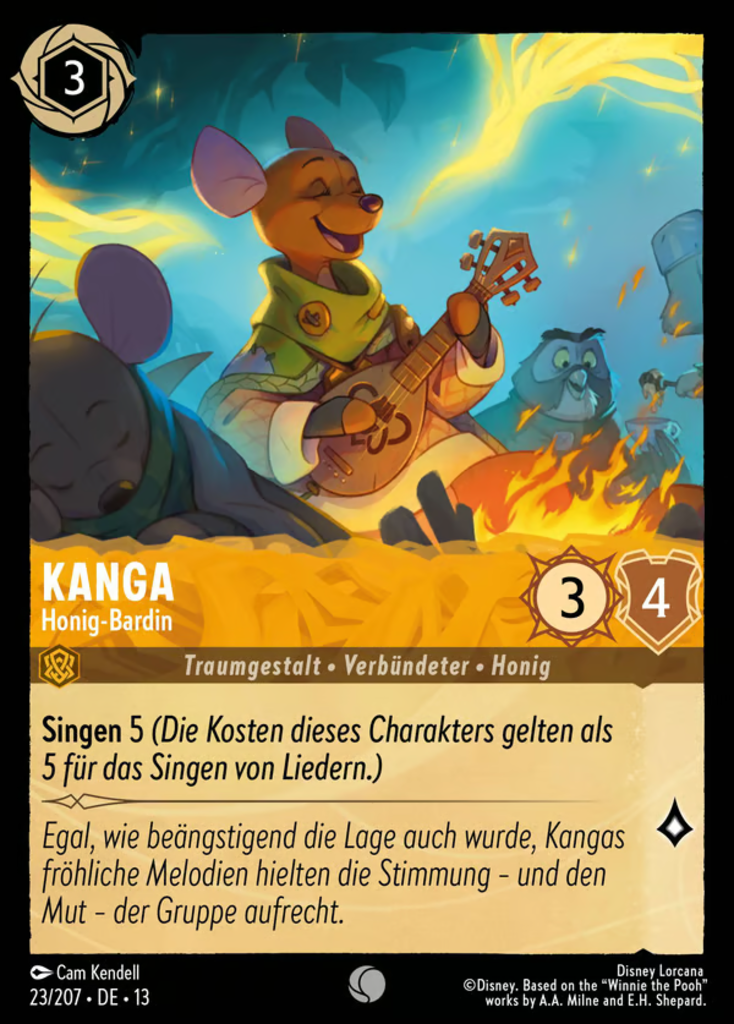 3
KANGA
Honig-Bardin
3
4
Traumgestalt • Verbündeter • Honig
Singen 5 (Die Kosten dieses Charakters gelten als
5 für das Singen von Liedern.)
Egal, wie beängstigend die Lage auch wurde, Kangas
fröhliche Melodien hielten die Stimmung – und den
Mut – der Gruppe aufrecht.
Cam Kendell
23/207 • DE • 13
Disney Lorcana
©Disney. Based on the “Winnie the Pooh”
works by A.A. Milne and E.H. Shepard.